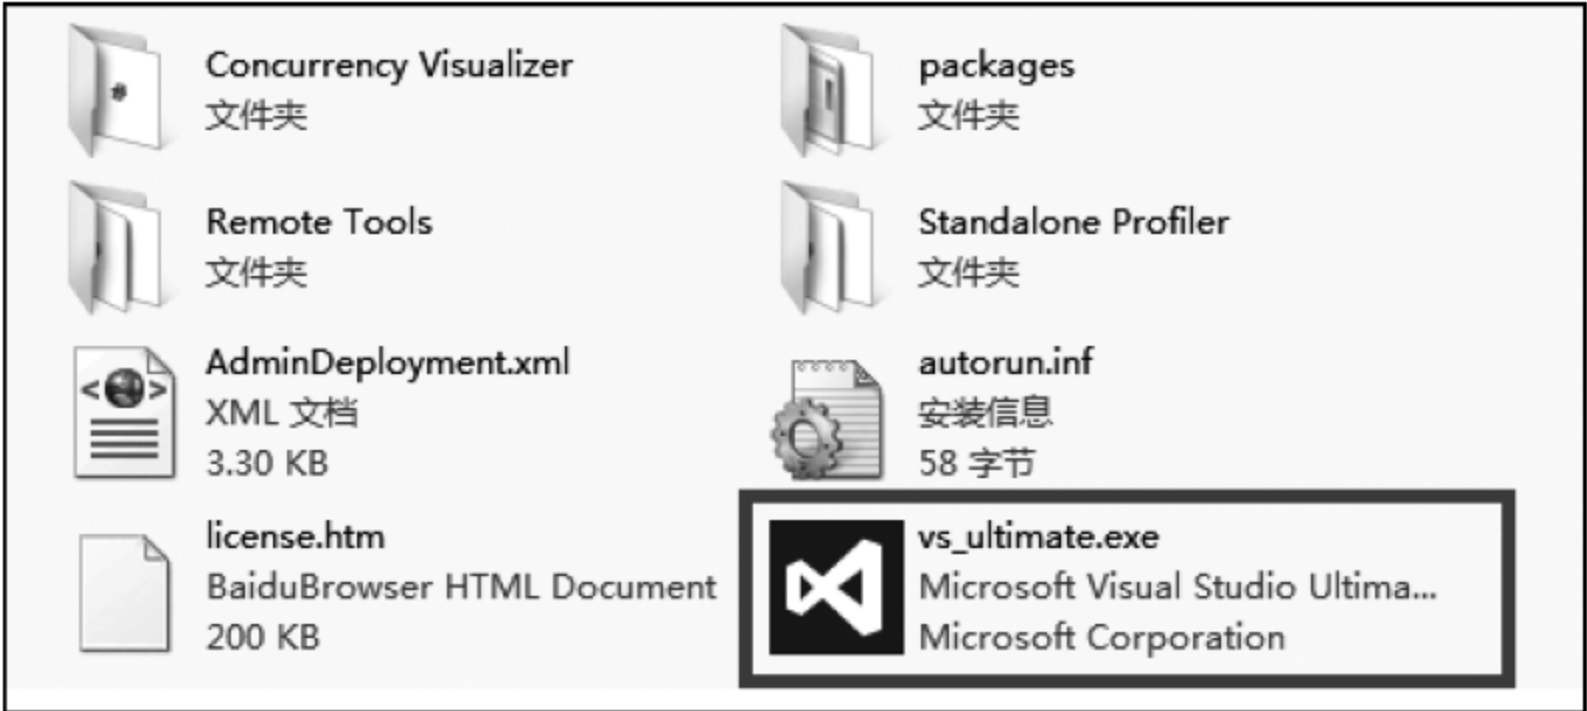 Concurrency Visualizer
文件夹
packages
文件夹
Remote Tools
文件夹
Standalone Profiler
文件夹
AdminDeployment.xml
XML 文档
3.30 KB
autorun.inf
安装信息
58 字节
license.htm
BaiduBrowser HTML Document
200 KB
vs_ultimate.exe
Microsoft Visual Studio Ultima...
Microsoft Corporation